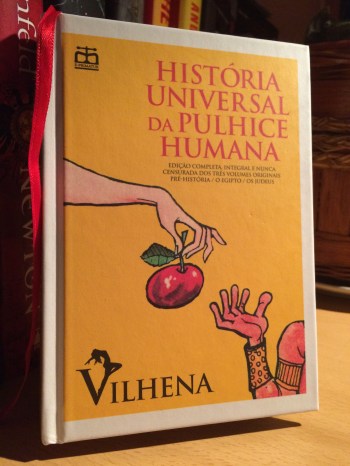 HISTÓRIA
UNIVERSAL
DA PULHICE
HUMANA
EDIÇÃO COMPLETA, INTEGRAL E NUNCA
CENSURADA DOS TRÊS VOLUMES ORIGINAIS
PRÉ-HISTÓRIA / O EGIPTO / OS JUDEUS
VILHENA
NEWTON